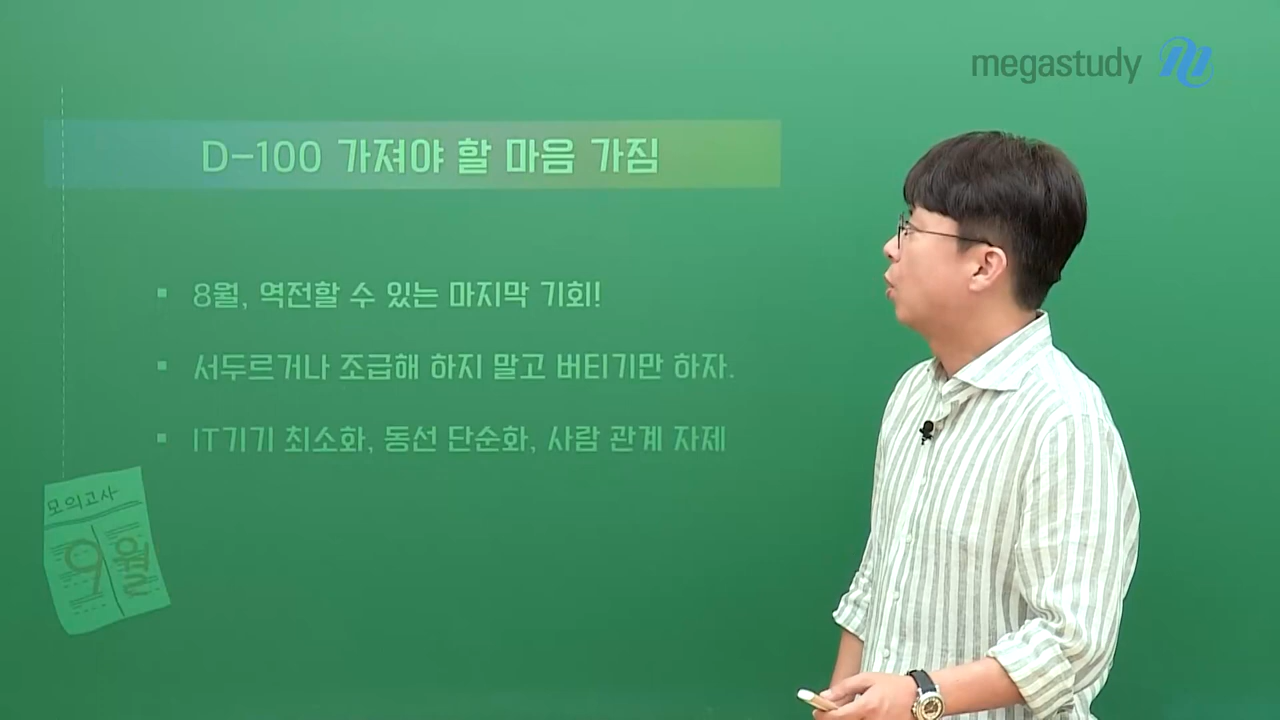 megastudy
D-100 가져야 할 마음 가짐
8월, 역전할 수 있는 마지막 기회!
서두르거나 조급해 하지 말고 버티기만 하자.
IT기기 최소화, 동선 단순화, 사람 관계 자제
모의고사
9월